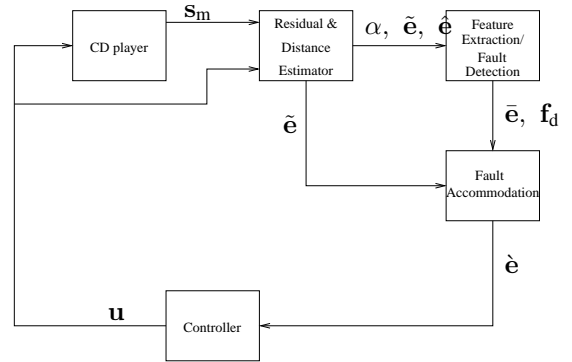 s_m
CD player
Residual &
Distance
Estimator
α, ẽ, ê
Feature
Extraction/
Fault
Detection
ẽ
ē, f_d
Fault
Accommodation
è
u
Controller